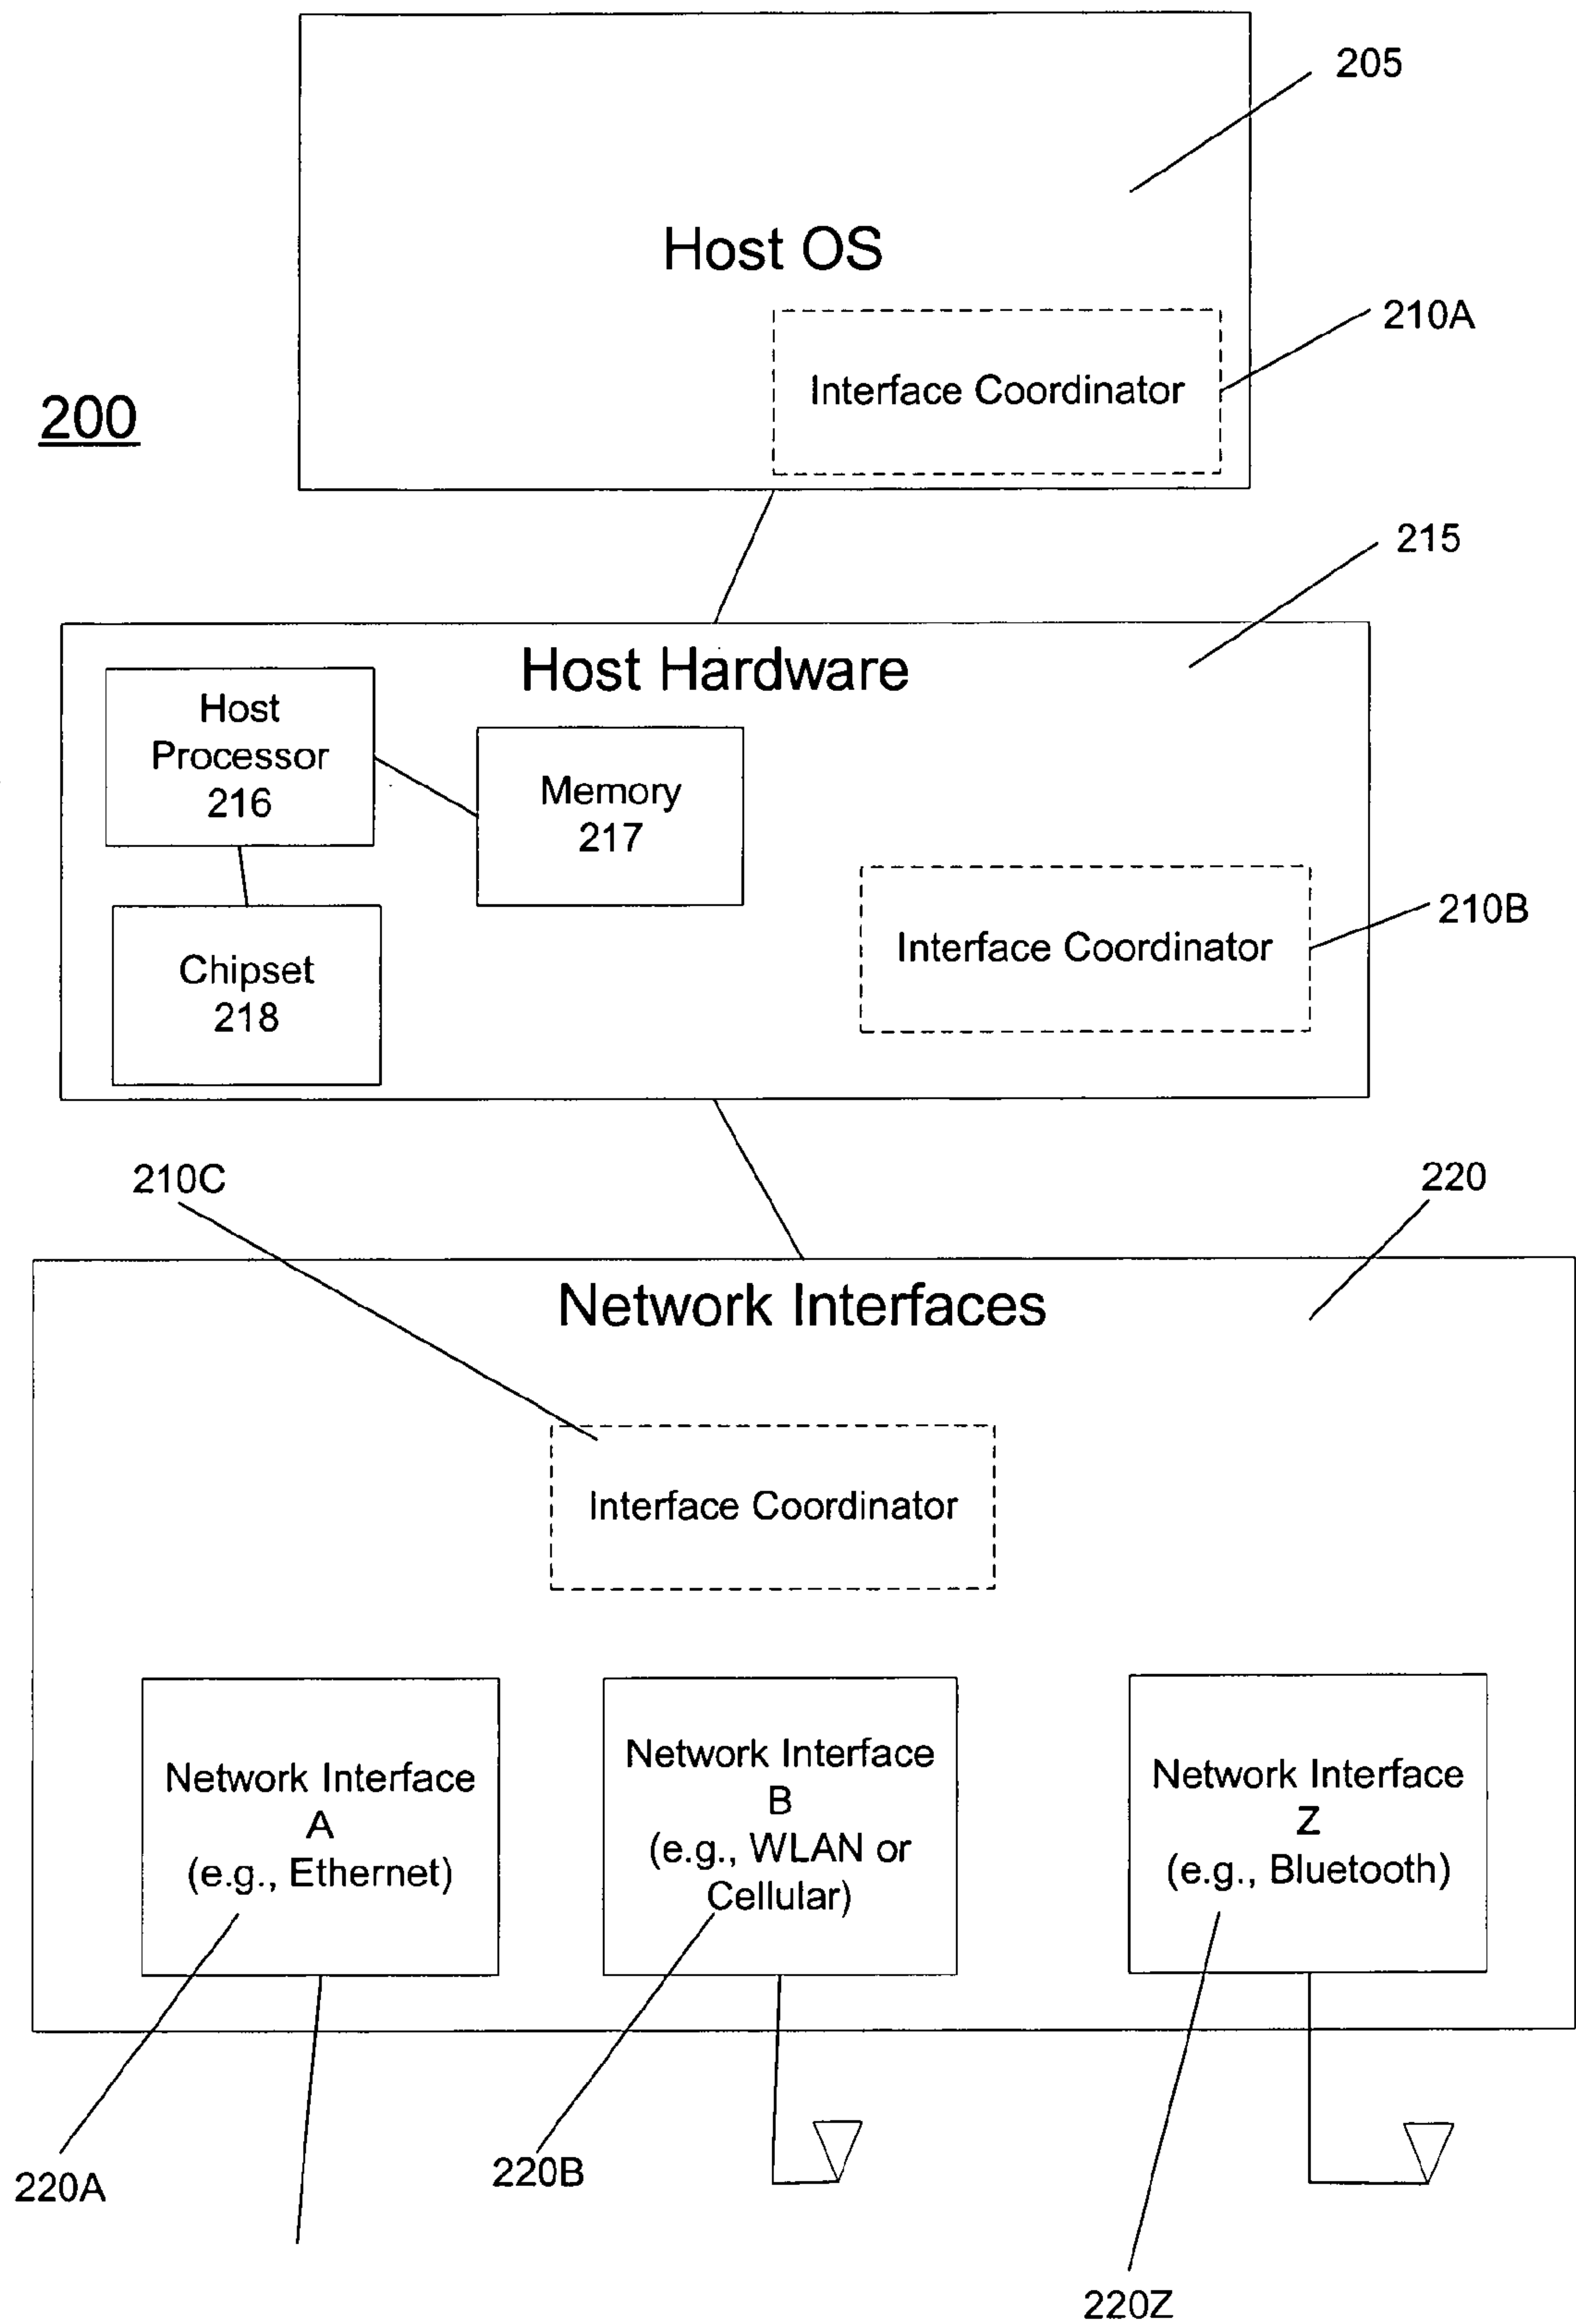 205
Host OS
210A
Interface Coordinator
200
215
Host Hardware
Host
Processor
216
Memory
217
210B
Interface Coordinator
Chipset
218
210C
220
Network Interfaces
Interface Coordinator
Network Interface
A
(e.g., Ethernet)
Network Interface
B
(e.g., WLAN or
Cellular)
Network Interface
Z
(e.g., Bluetooth)
220A
220B
220Z